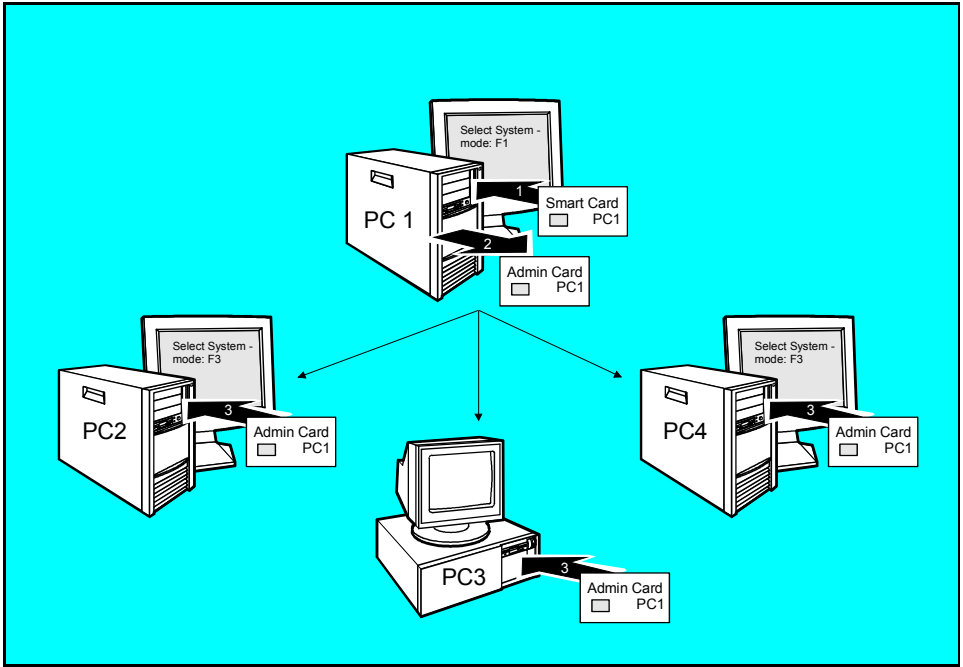 Select System -
mode: F1
1
Smart Card
PC1
PC 1
2
Admin Card
PC1
Select System -
mode: F3
3
PC2
Admin Card
PC1
Select System -
mode: F3
3
PC4
Admin Card
PC1
3
PC3
Admin Card
PC1